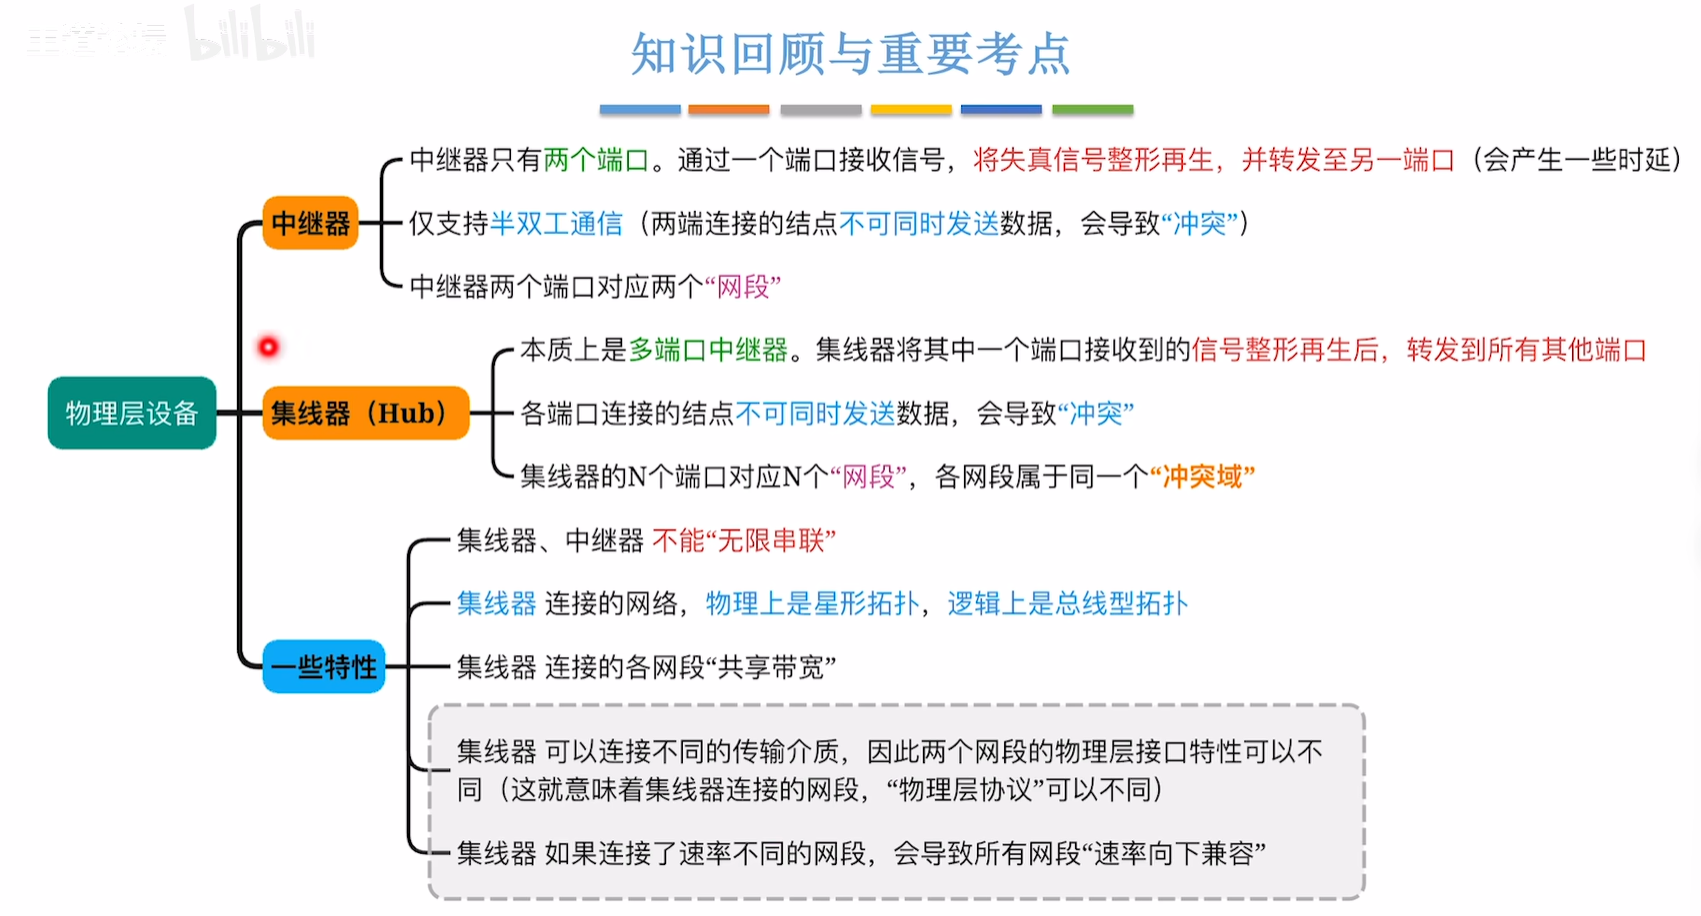 bilibili
知识回顾与重要考点
中继器只有两个端口。通过一个端口接收信号，将失真信号整形再生，并转发至另一端口（会产生一些时延）
中继器
仅支持半双工通信（两端连接的结点不可同时发送数据，会导致“冲突”）
中继器两个端口对应两个“网段”
本质上是多端口中继器。集线器将其中一个端口接收到的信号整形再生后，转发到所有其他端口
物理层设备
集线器（Hub）
各端口连接的结点不可同时发送数据，会导致“冲突”
集线器的N个端口对应N个“网段”，各网段属于同一个“冲突域”
集线器、中继器 不能“无限串联”
集线器 连接的网络，物理上是星形拓扑，逻辑上是总线型拓扑
一些特性
集线器 连接的各网段“共享带宽”
集线器 可以连接不同的传输介质，因此两个网段的物理层接口特性可以不
同（这就意味着集线器连接的网段，“物理层协议”可以不同）
集线器 如果连接了速率不同的网段，会导致所有网段“速率向下兼容”